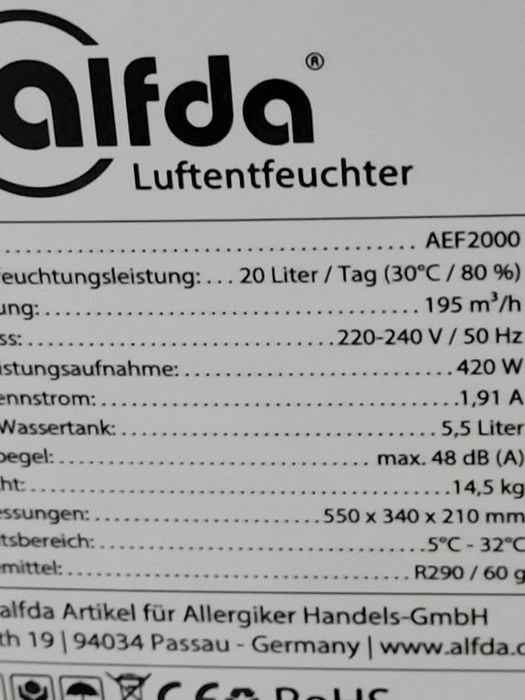 alfda®
Luftentfeuchter
AEF2000
feuchtungsleistung: 20 Liter / Tag (30°C / 80 %)
ung: 195 m³/h
ss: 220-240 V / 50 Hz
istungsaufnahme: 420 W
ennstrom: 1,91 A
Wassertank: 5,5 Liter
pegel: max. 48 dB (A)
ht: 14,5 kg
essungen: 550 x 340 x 210 mm
tsbereich: 5°C - 32°C
emittel: R290 / 60 g
alfda Artikel für Allergiker Handels-GmbH
th 19 | 94034 Passau - Germany | www.alfda.c
CE RoHS